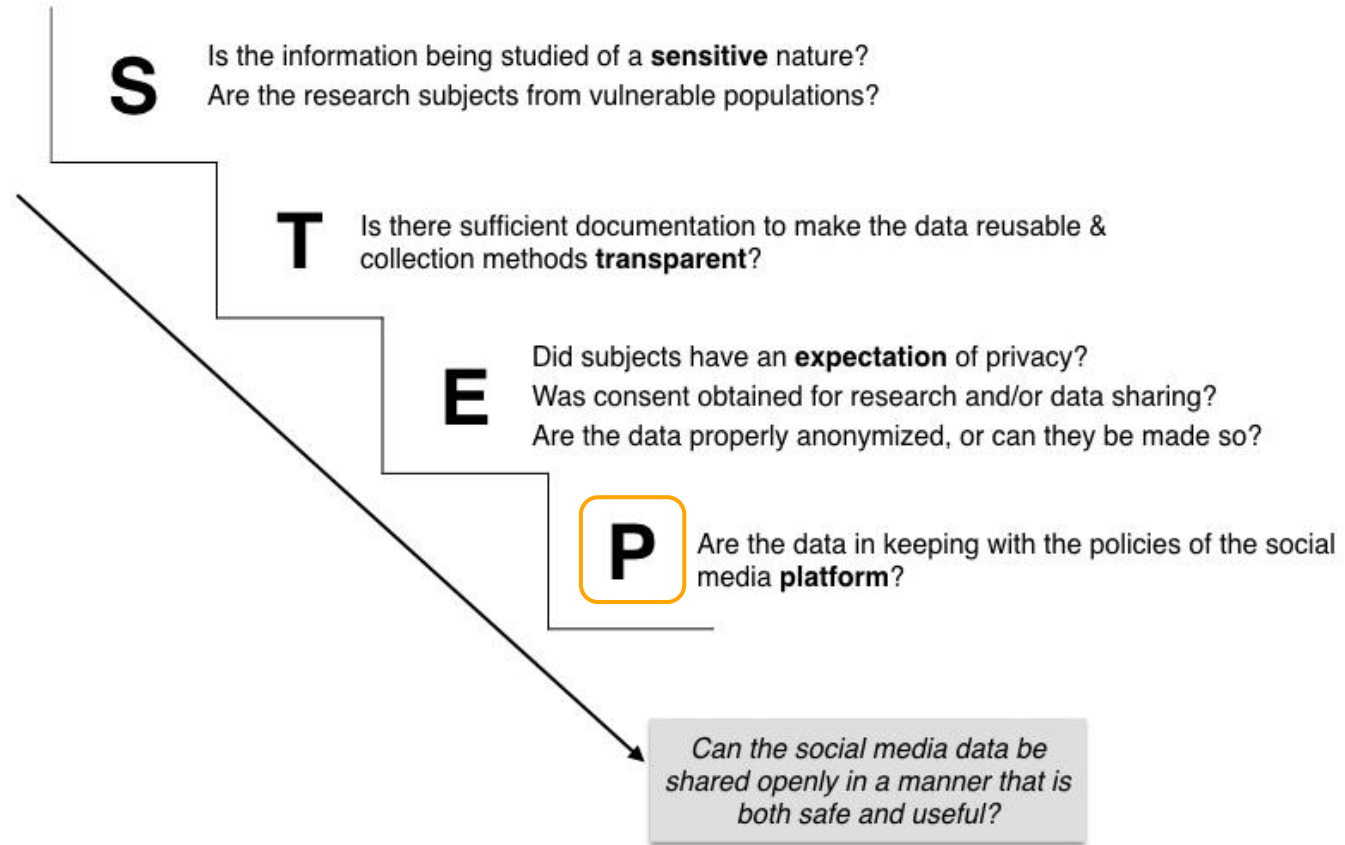 S
Is the information being studied of a sensitive nature?
Are the research subjects from vulnerable populations?
T
Is there sufficient documentation to make the data reusable &
collection methods transparent?
E
Did subjects have an expectation of privacy?
Was consent obtained for research and/or data sharing?
Are the data properly anonymized, or can they be made so?
P
Are the data in keeping with the policies of the social
media platform?
Can the social media data be
shared openly in a manner that is
both safe and useful?